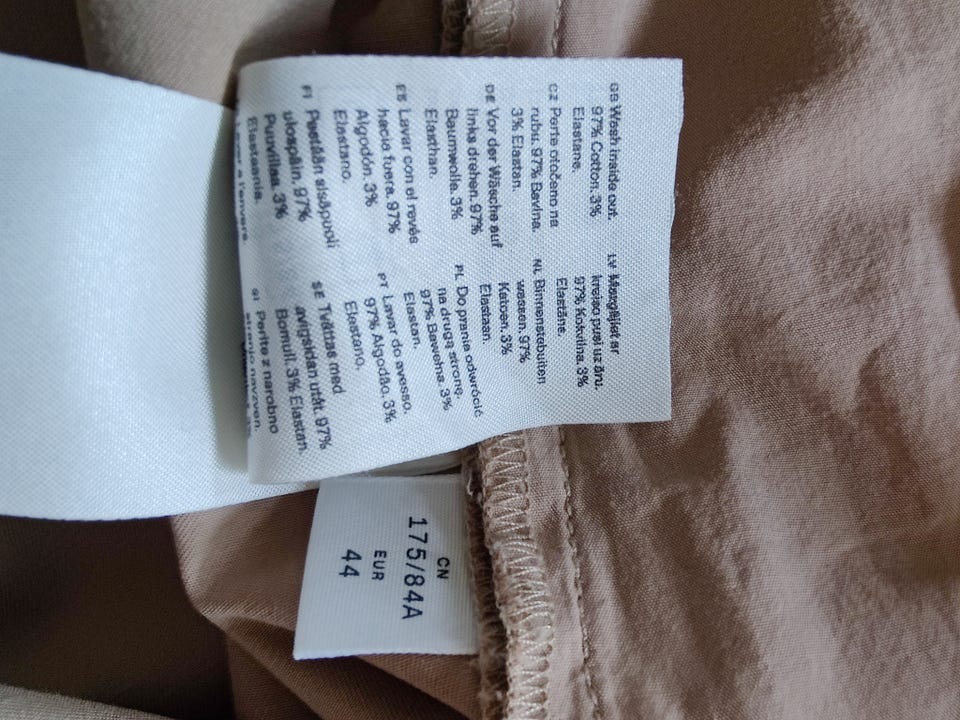 GB Wash inside out.
97% Cotton. 3%
Elastane.
CZ Perte otočeno na
rubu. 97% Bavlna.
3% Elastan.
DE Vor der Wäsche auf
links drehen. 97%
Baumwolle. 3%
Elasthan.
ES Lavar con el revés
hacia fuera. 97%
Algodón. 3%
Elastano.
FI Pestään sisäpuoli
ulospäin. 97%
Puuvillaa. 3%
Elastaania.
l'envers
LV Mazgājiet ar
kreiso pusi uz āru.
97% Kokvilna. 3%
Elastāns.
NL Binnenstebuiten
wassen. 97%
Katoen. 3%
Elastaan.
PL Do prania odwrócić
na drugą stronę.
97% Bawełna. 3%
Elastan.
PT Lavar do avesso.
97% Algodão. 3%
Elastano.
SE Tvättas med
avigsidan utåt. 97%
Bomull. 3% Elastan.
SI Perite z narobno
stranjo navzven.
CN
175/84A
EUR
44